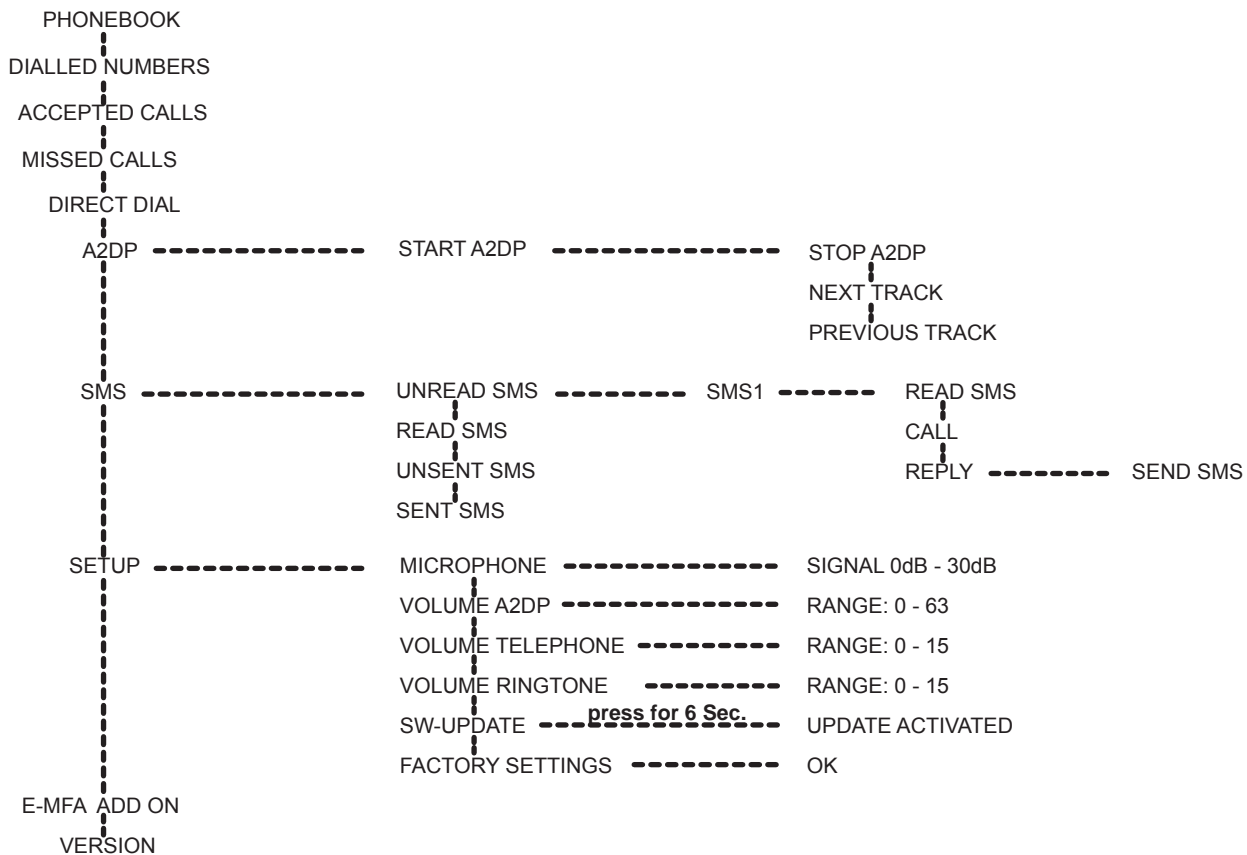 PHONEBOOK
DIALLED NUMBERS
ACCEPTED CALLS
MISSED CALLS
DIRECT DIAL
A2DP START A2DP STOP A2DP
NEXT TRACK
PREVIOUS TRACK
SMS UNREAD SMS SMS1 READ SMS
READ SMS CALL
UNSENT SMS REPLY SEND SMS
SENT SMS
SETUP MICROPHONE SIGNAL 0dB - 30dB
VOLUME A2DP RANGE: 0 - 63
VOLUME TELEPHONE RANGE: 0 - 15
VOLUME RINGTONE RANGE: 0 - 15
press for 6 Sec.
SW-UPDATE UPDATE ACTIVATED
FACTORY SETTINGS OK
E-MFA ADD ON
VERSION